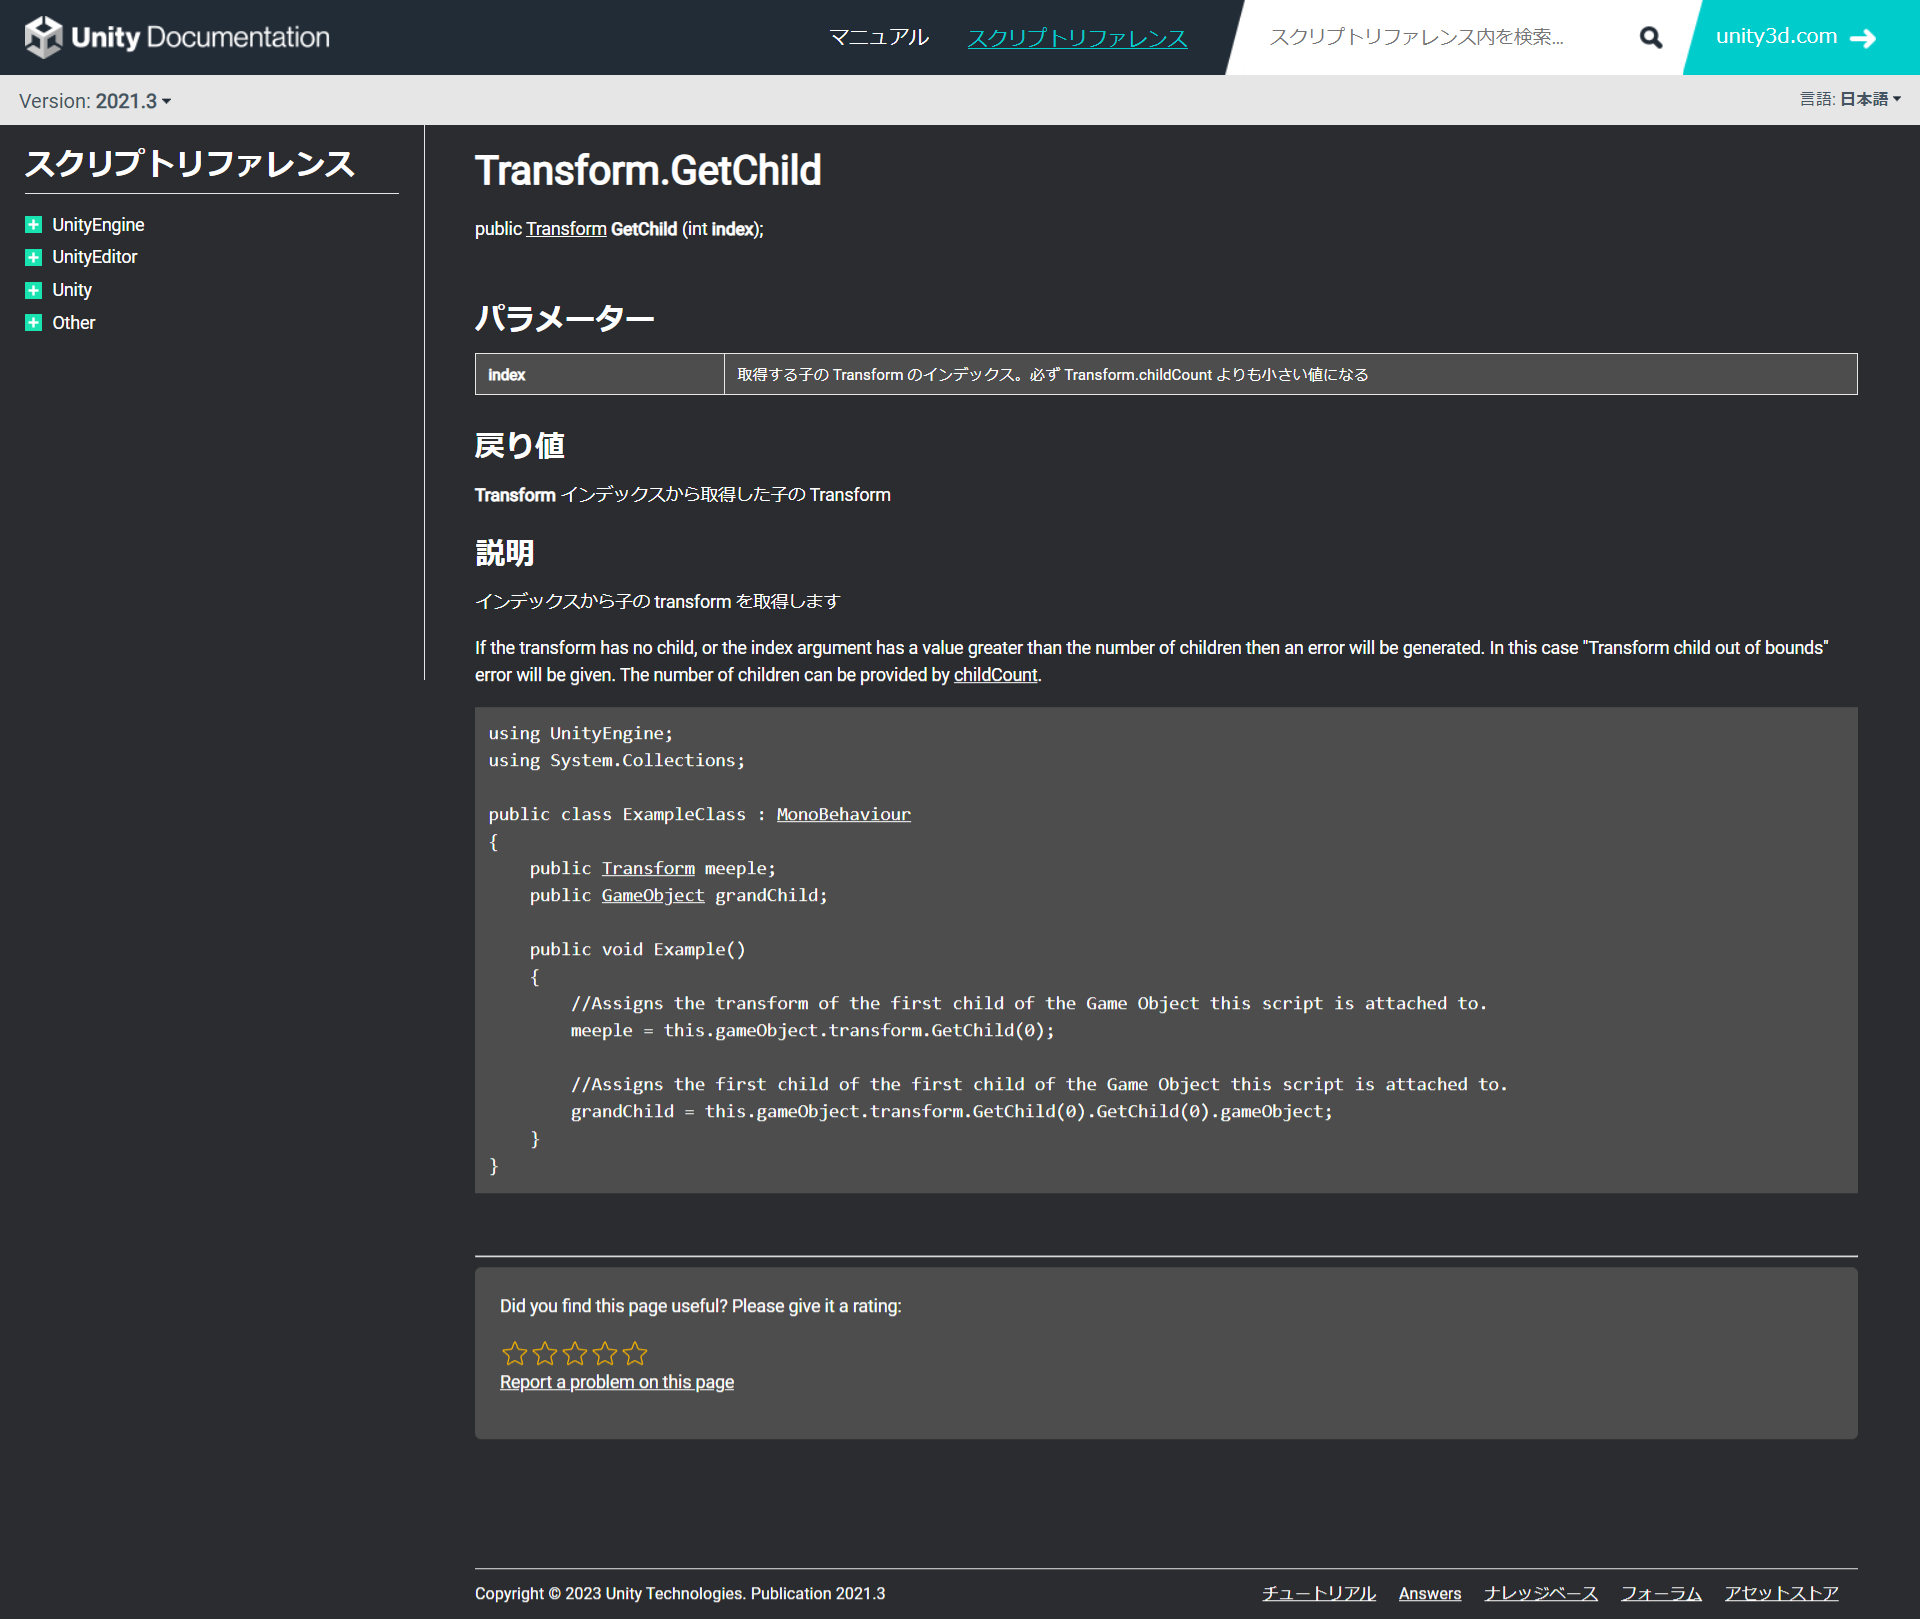 Unity Documentation
マニュアル スクリプトリファレンス スクリプトリファレンス内を検索... unity3d.com
Version: 2021.3 言語: 日本語
スクリプトリファレンス
UnityEngine
UnityEditor
Unity
Other
Transform.GetChild
public Transform GetChild (int index);
パラメーター
index 取得する子の Transform のインデックス。必ず Transform.childCount よりも小さい値になる
戻り値
Transform インデックスから取得した子の Transform
説明
インデックスから子の transform を取得します
If the transform has no child, or the index argument has a value greater than the number of children then an error will be generated. In this case "Transform child out of bounds"
error will be given. The number of children can be provided by childCount.
using UnityEngine;
using System.Collections;
public class ExampleClass : MonoBehaviour
{
    public Transform meeple;
    public GameObject grandChild;
    public void Example()
    {
        //Assigns the transform of the first child of the Game Object this script is attached to.
        meeple = this.gameObject.transform.GetChild(0);
        //Assigns the first child of the first child of the Game Object this script is attached to.
        grandChild = this.gameObject.transform.GetChild(0).GetChild(0).gameObject;
    }
}
Did you find this page useful? Please give it a rating:
Report a problem on this page
Copyright © 2023 Unity Technologies. Publication 2021.3
チュートリアル Answers ナレッジベース フォーラム アセットストア